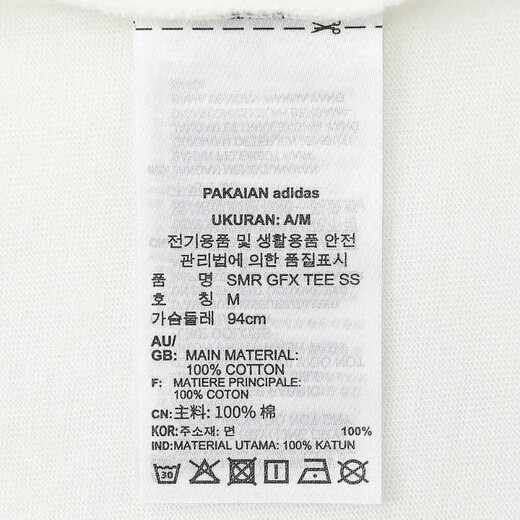 PAKAIAN adidas
UKURAN: A/M
전기용품 및 생활용품 안전
관리법에 의한 품질표시
품 명 SMR GFX TEE SS
호 칭 M
가슴둘레 94cm
AU/
GB: MAIN MATERIAL:
100% COTTON
F: MATIERE PRINCIPALE:
100% COTON
CN: 主料: 100% 棉
KOR: 주소재: 면 100%
IND: MATERIAL UTAMA: 100% KATUN
30